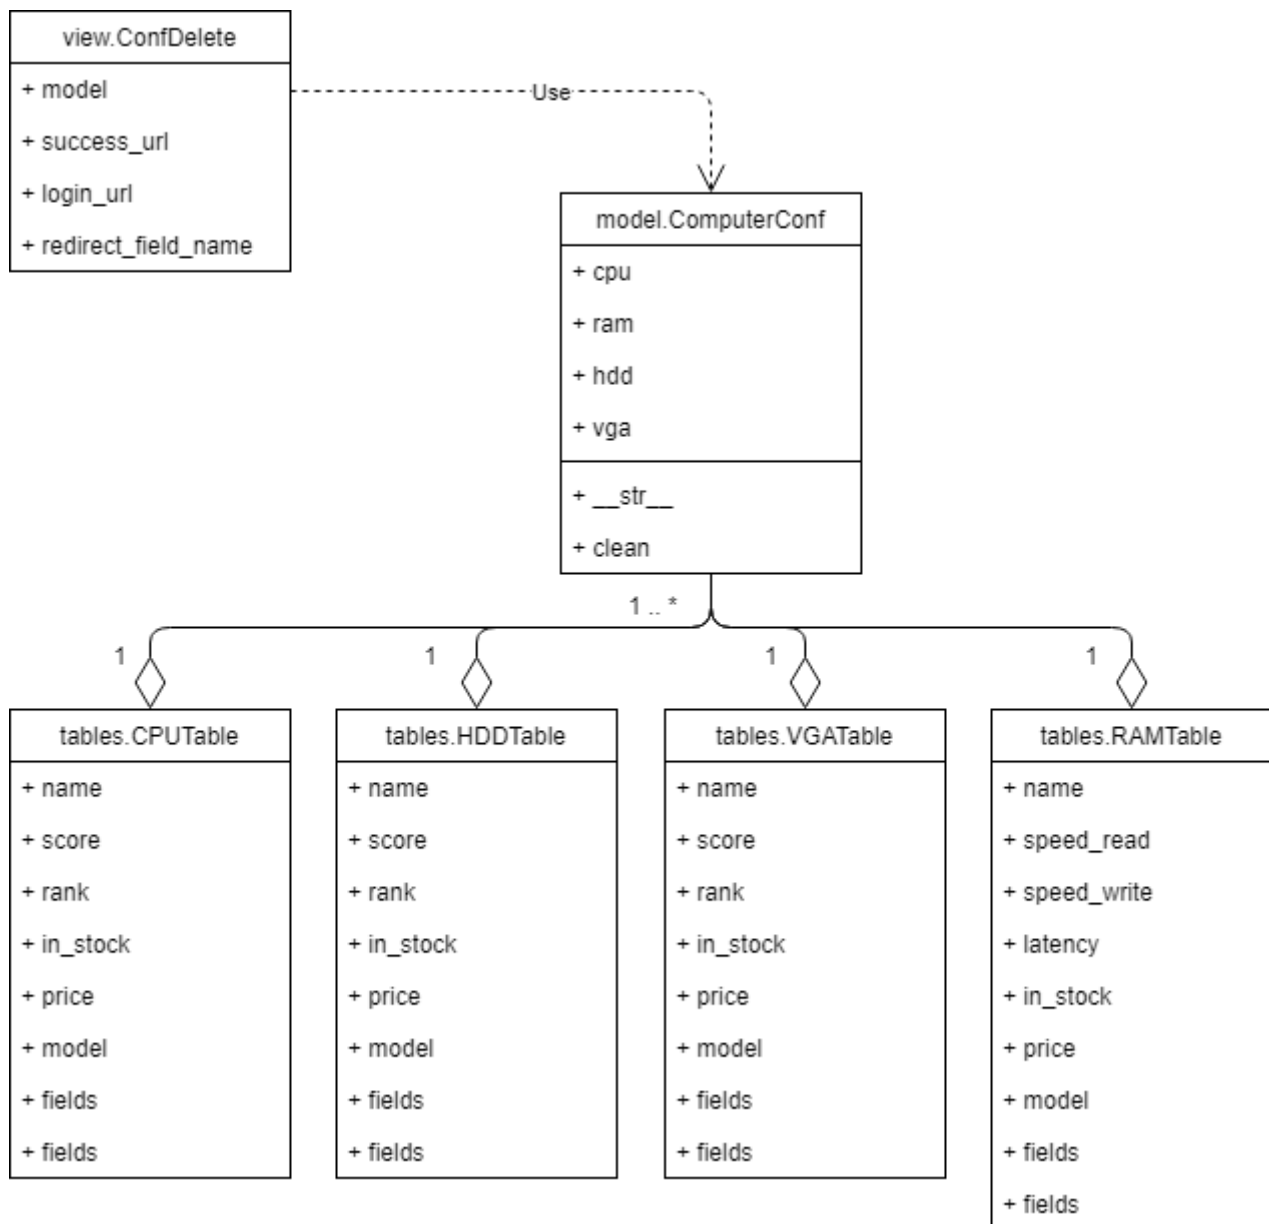 view.ConfDelete
+ model
+ success_url
+ login_url
+ redirect_field_name
Use
model.ComputerConf
+ cpu
+ ram
+ hdd
+ vga
+ __str__
+ clean
1 .. *
1
1
1
1
tables.CPUTable
+ name
+ score
+ rank
+ in_stock
+ price
+ model
+ fields
+ fields
tables.HDDTable
+ name
+ score
+ rank
+ in_stock
+ price
+ model
+ fields
+ fields
tables.VGATable
+ name
+ score
+ rank
+ in_stock
+ price
+ model
+ fields
+ fields
tables.RAMTable
+ name
+ speed_read
+ speed_write
+ latency
+ in_stock
+ price
+ model
+ fields
+ fields